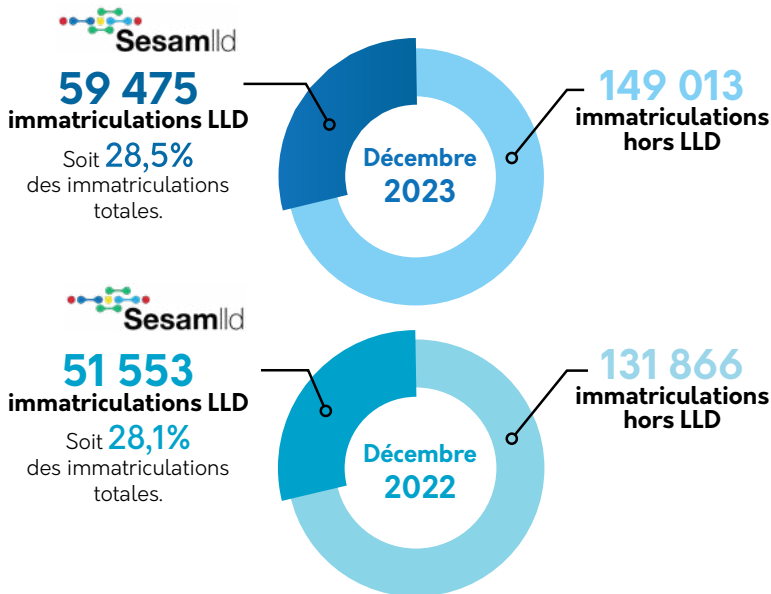 Sesamlld
59 475
immatriculations LLD
Soit 28,5%
des immatriculations
totales.
Décembre
2023
149 013
immatriculations
hors LLD
Sesamlld
51 553
immatriculations LLD
Soit 28,1%
des immatriculations
totales.
Décembre
2022
131 866
immatriculations
hors LLD